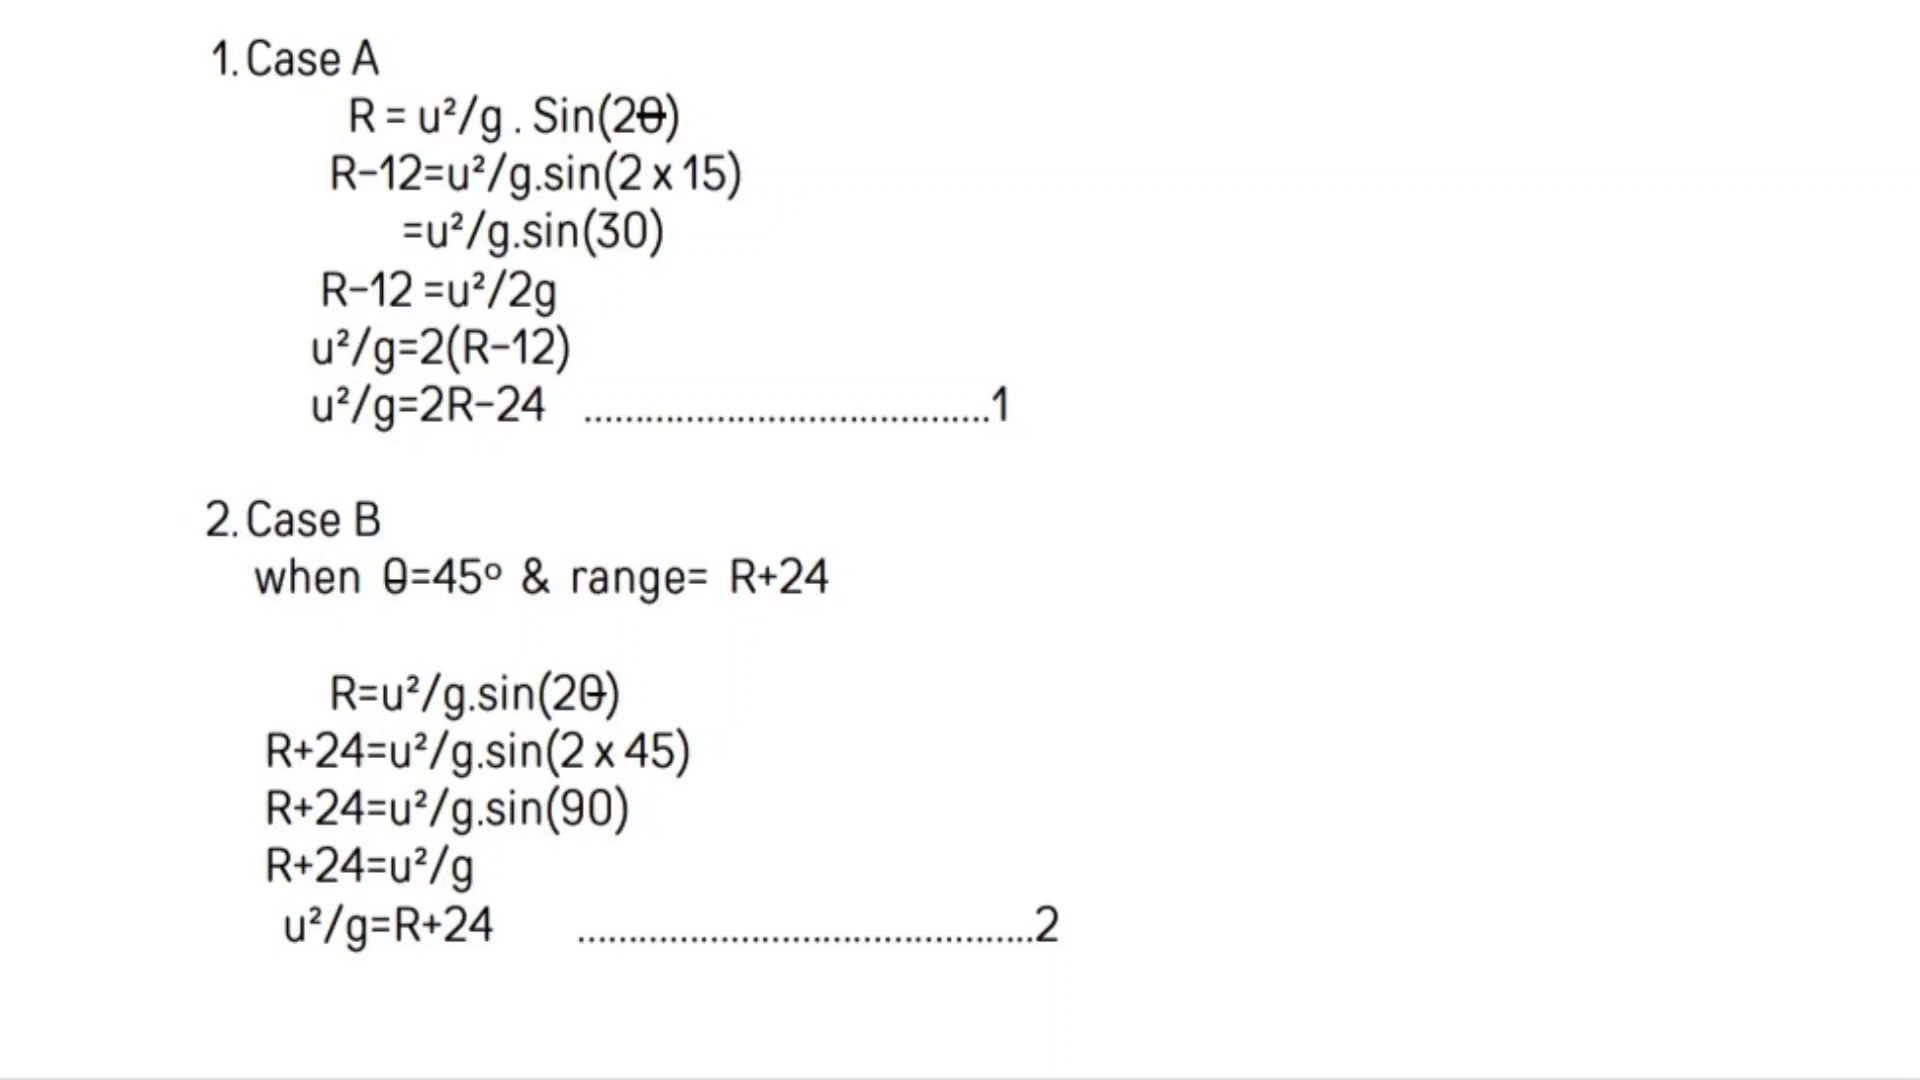 1. Case A
R = u²/g . Sin(2θ)
R-12=u²/g.sin(2 x 15)
=u²/g.sin(30)
R-12 =u²/2g
u²/g=2(R-12)
u²/g=2R-24 ........................................1
2. Case B
when θ=45º & range= R+24
R=u²/g.sin(2θ)
R+24=u²/g.sin(2 x 45)
R+24=u²/g.sin(90)
R+24=u²/g
u²/g=R+24 .............................................2